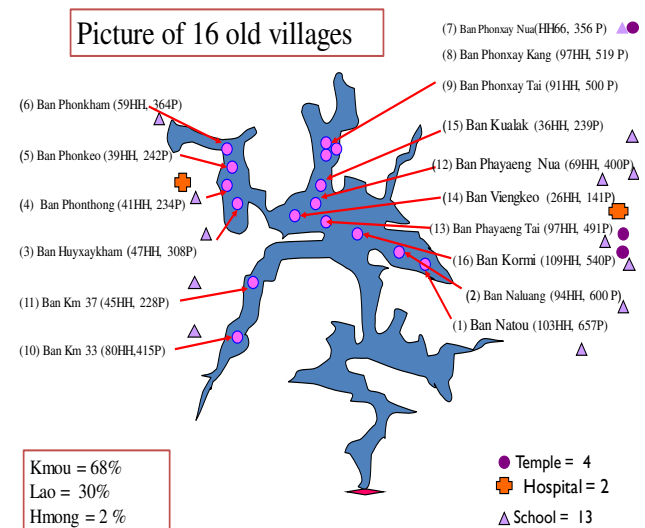 Picture of 16 old villages
(7) Ban Phonxay Nua(HH66, 356 P)
(8) Ban Phonxay Kang (97HH, 519 P)
(9) Ban Phonxay Tai (91HH, 500 P)
(6) Ban Phonkham (59HH, 364P)
(15) Ban Kualak (36HH, 239P)
(5) Ban Phonkeo (39HH, 242P)
(12) Ban Phayaeng Nua (69HH, 400P)
(4) Ban Phonthong (41HH, 234P)
(14) Ban Viengkeo (26HH, 141P)
(13) Ban Phayaeng Tai (97HH, 491P)
(3) Ban Huyxaykham (47HH, 308P)
(16) Ban Kormi (109HH, 540P)
(2) Ban Naluang (94HH, 600 P)
(11) Ban Km 37 (45HH, 228P)
(1) Ban Natou (103HH, 657P)
(10) Ban Km 33 (80HH,415P)
Kmou = 68%
Lao = 30%
Hmong = 2 %
Temple = 4
Hospital = 2
School = 13